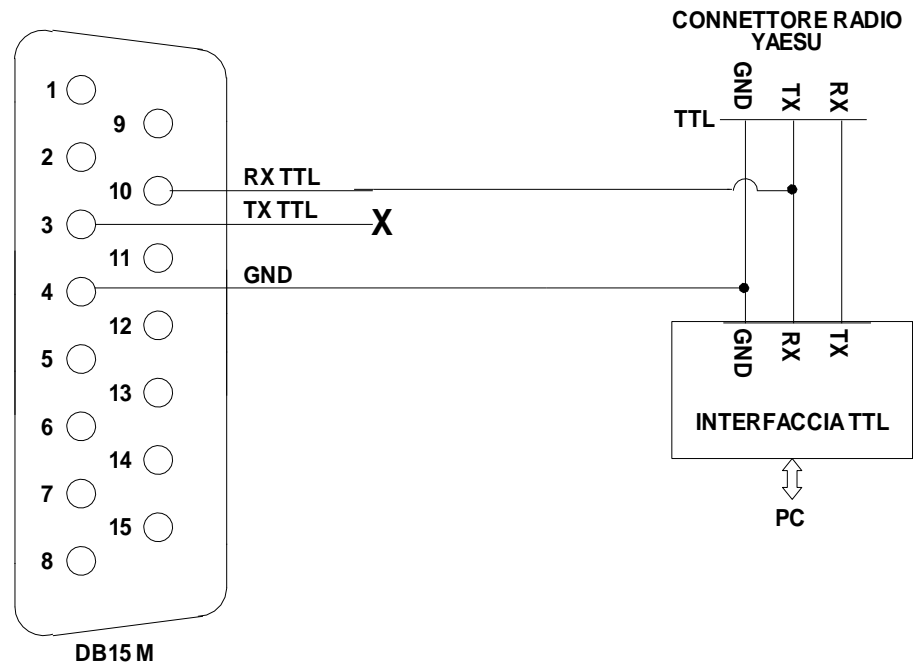 CONNETTORE RADIO
YAESU
GND TX RX
TTL
1
9
2
10 RX TTL
3 TX TTL X
11
4 GND
12
5
13
6
14
7
15
8
GND RX TX
INTERFACCIA TTL
PC
DB15 M